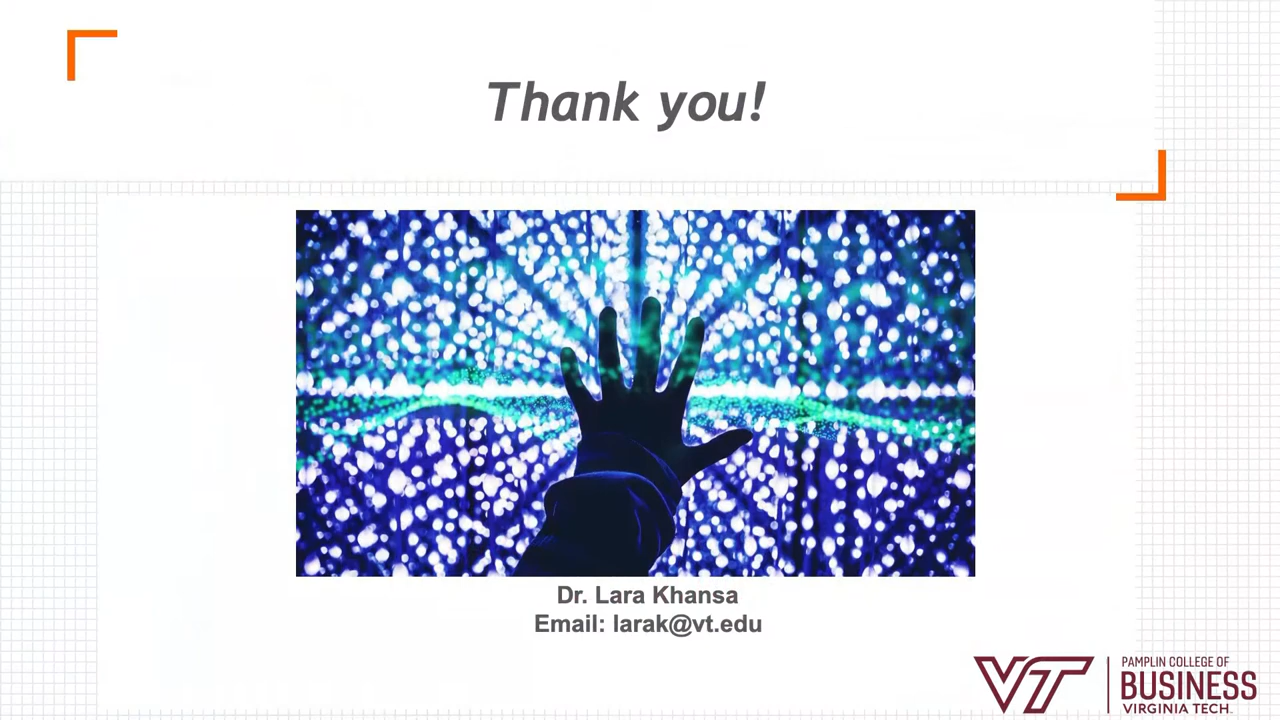 Thank you!
Dr. Lara Khansa
Email: larak@vt.edu
VT
PAMPLIN COLLEGE OF
BUSINESS
VIRGINIA TECH